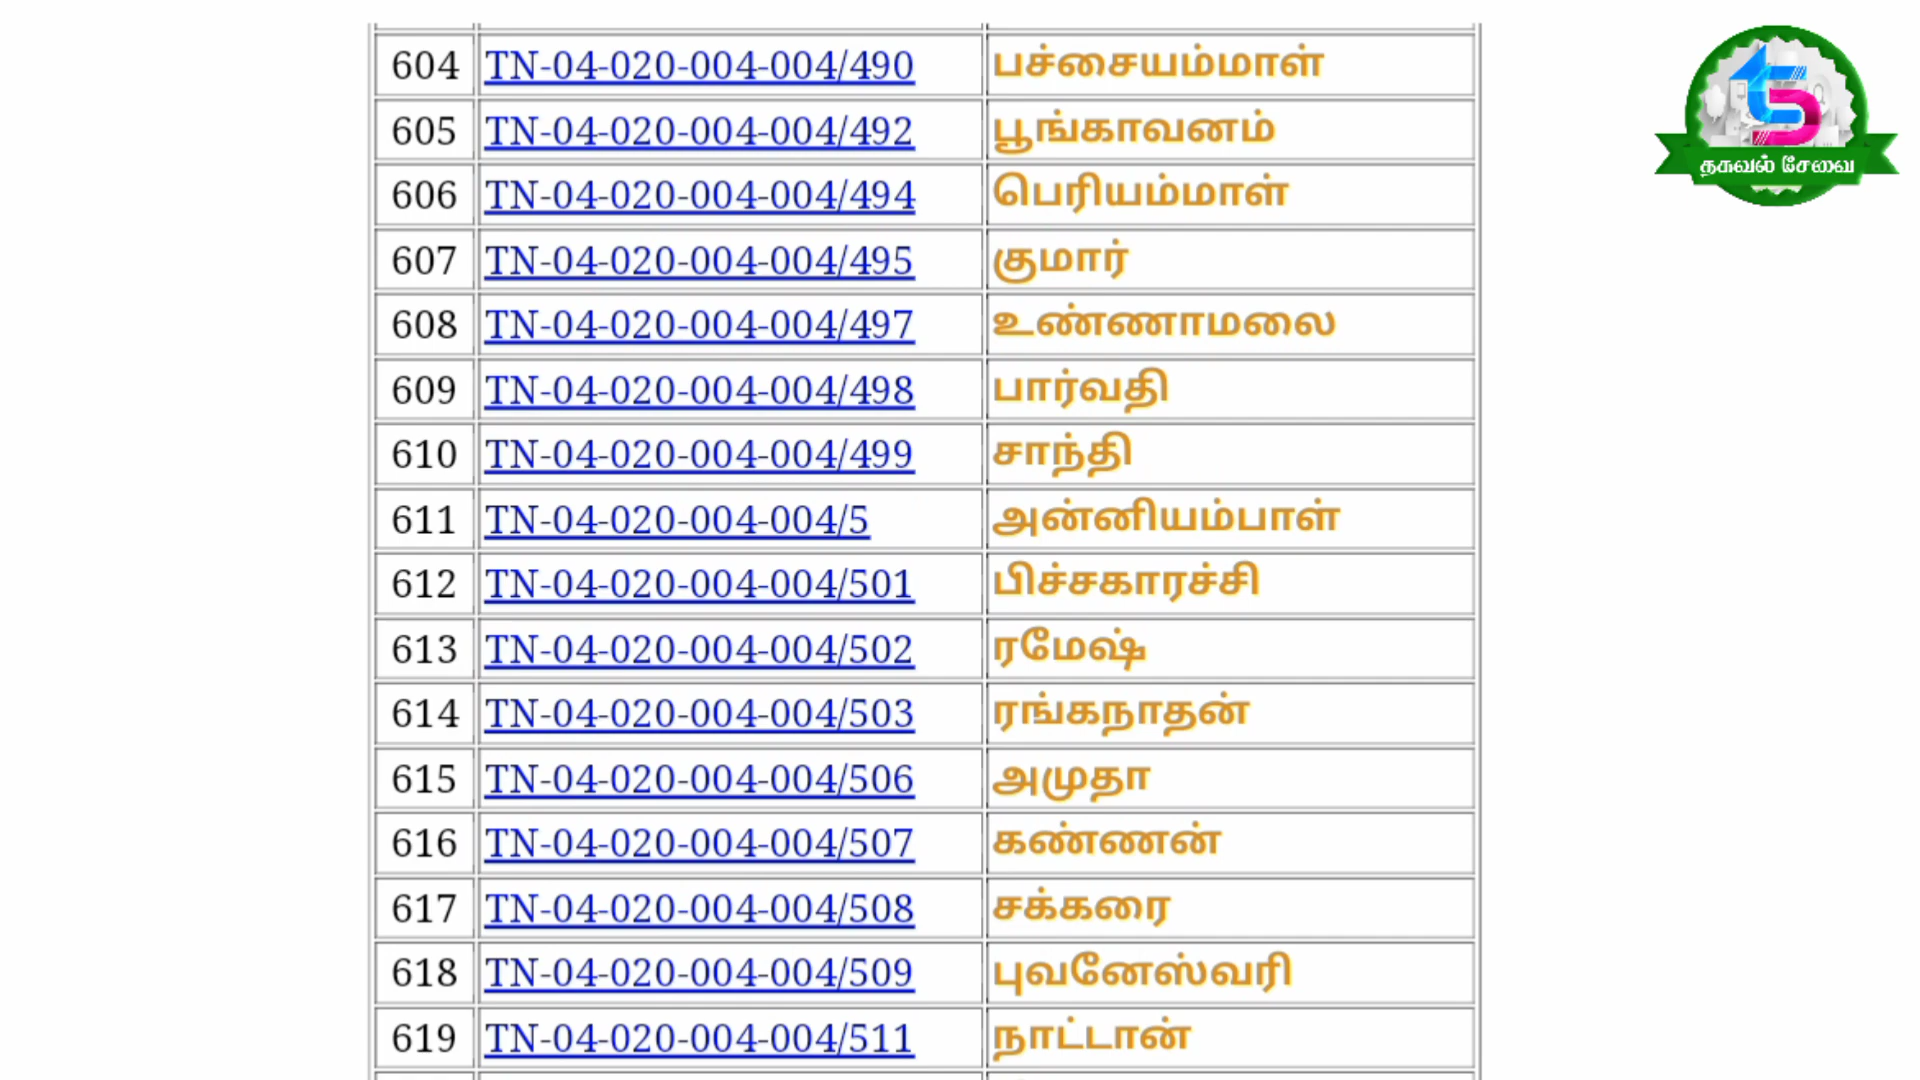 604 TN-04-020-004-004/490 பச்சையம்மாள்
605 TN-04-020-004-004/492 பூங்காவனம்
606 TN-04-020-004-004/494 பெரியம்மாள்
607 TN-04-020-004-004/495 குமார்
608 TN-04-020-004-004/497 உண்ணாமலை
609 TN-04-020-004-004/498 பார்வதி
610 TN-04-020-004-004/499 சாந்தி
611 TN-04-020-004-004/5 அன்னியம்பாள்
612 TN-04-020-004-004/501 பிச்சகாரச்சி
613 TN-04-020-004-004/502 ரமேஷ்
614 TN-04-020-004-004/503 ரங்கநாதன்
615 TN-04-020-004-004/506 அமுதா
616 TN-04-020-004-004/507 கண்ணன்
617 TN-04-020-004-004/508 சக்கரை
618 TN-04-020-004-004/509 புவனேஸ்வரி
619 TN-04-020-004-004/511 நாட்டான்
தகவல் சேவை